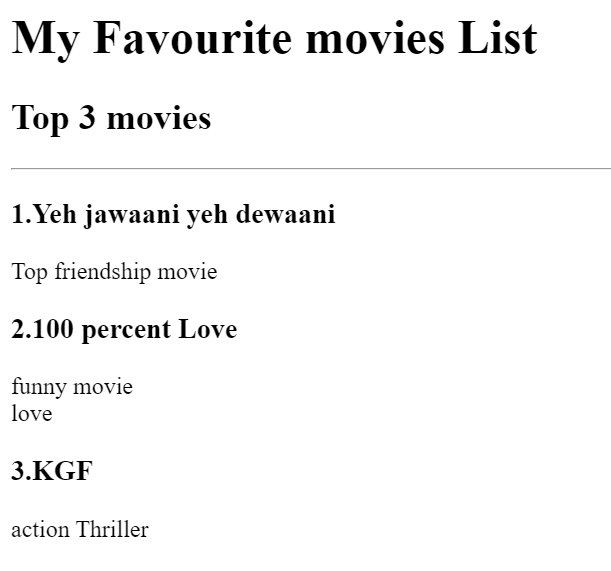 My Favourite movies List
Top 3 movies
1.Yeh jawaani yeh dewaani
Top friendship movie
2.100 percent Love
funny movie
love
3.KGF
action Thriller